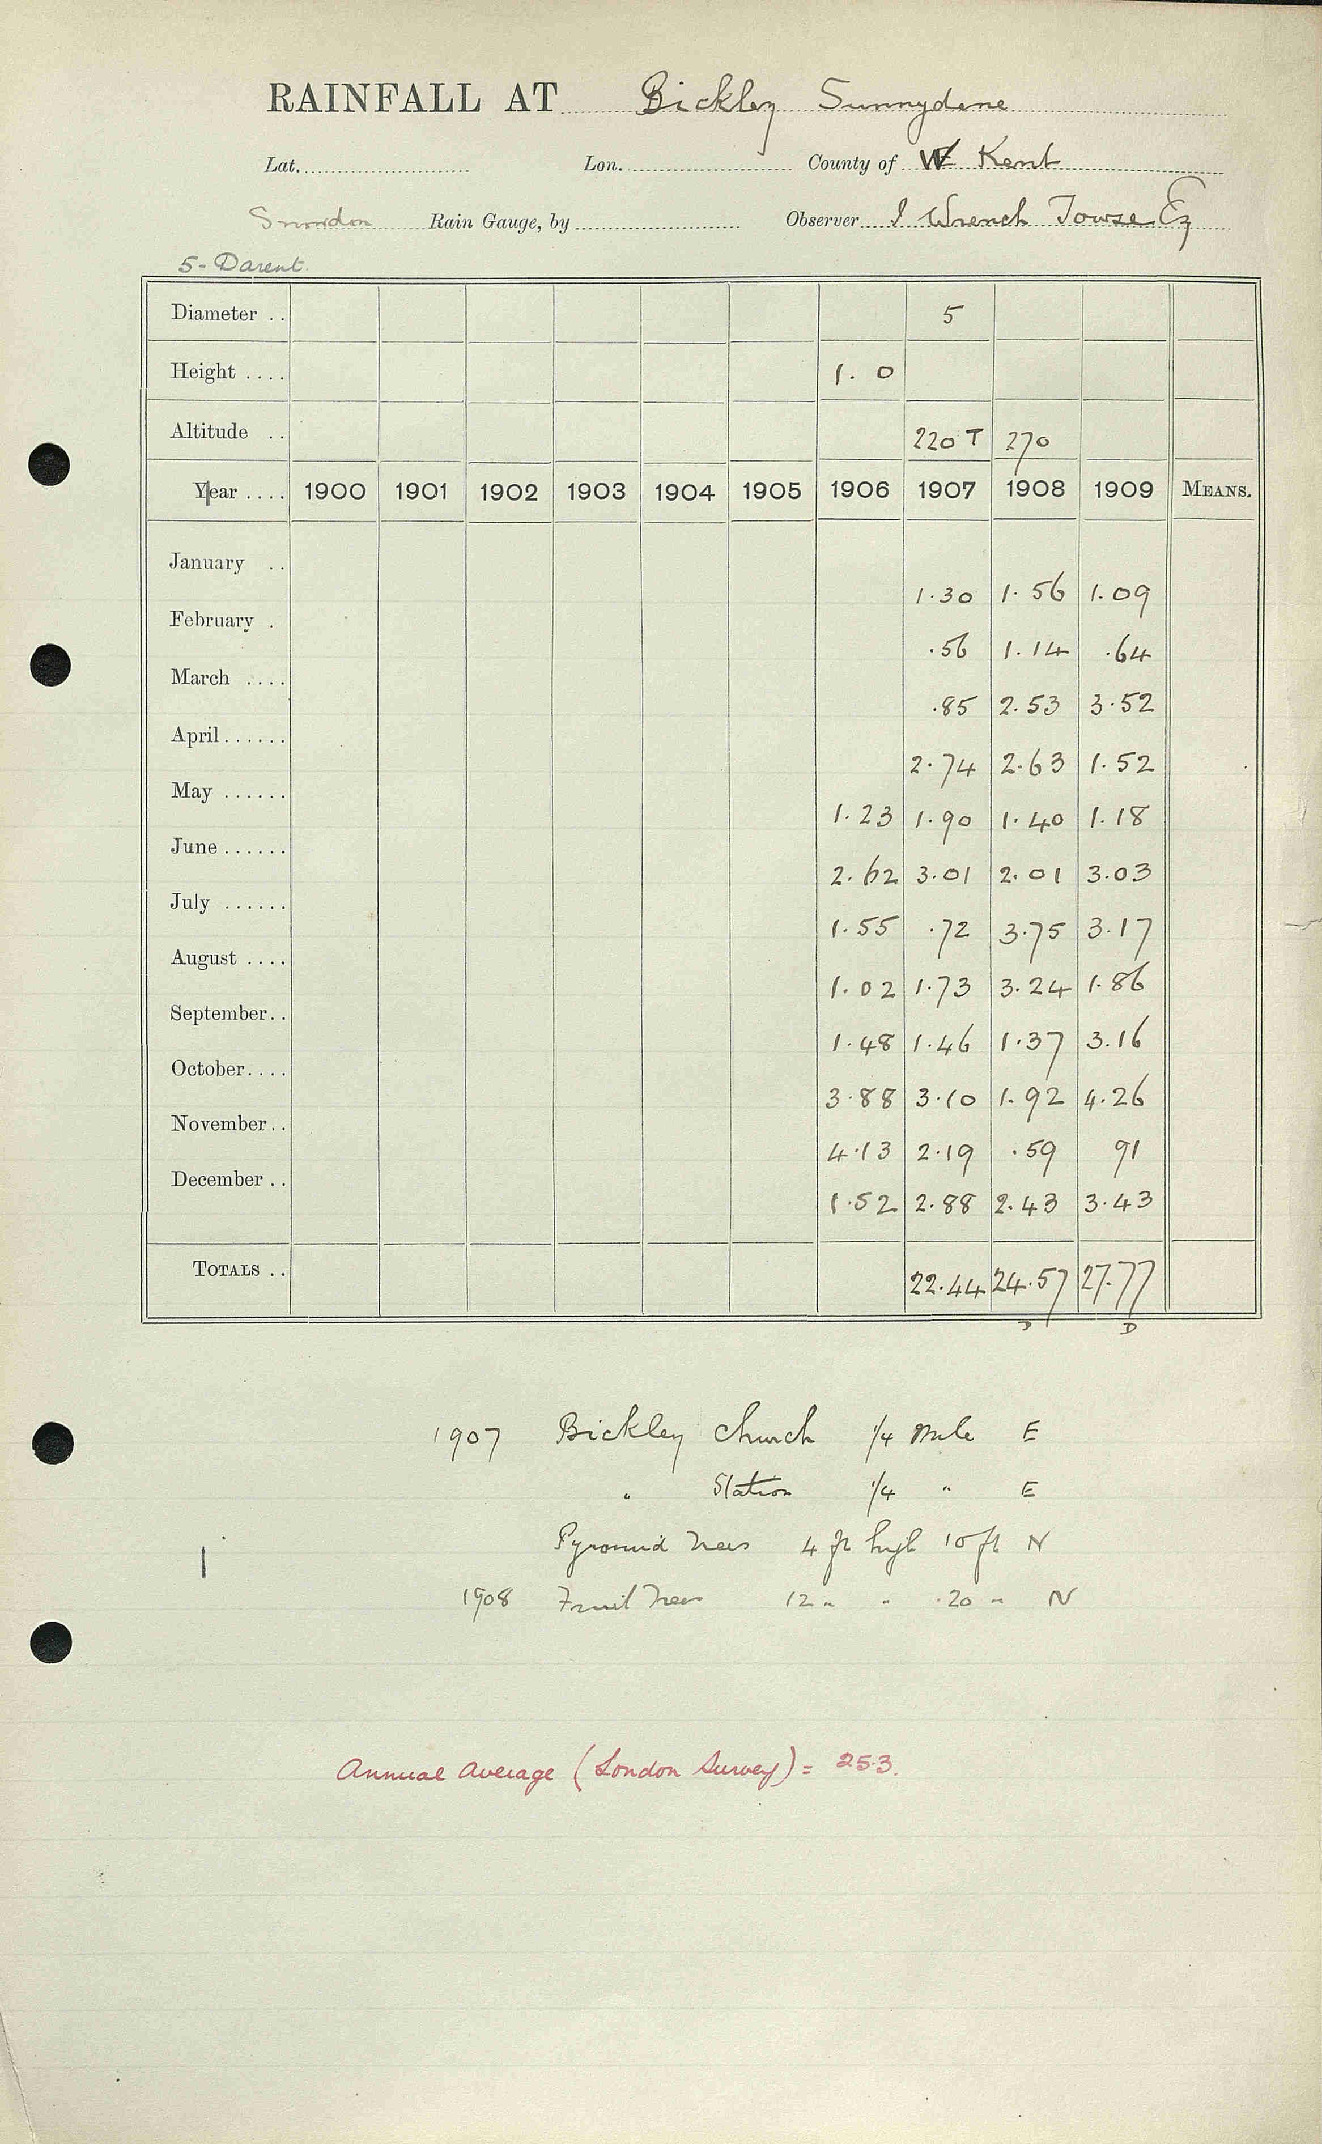 RAINFALL AT Bickley Sunnydene
Lat. Lon. County of W Kent
Snowdon Rain Gauge, by Observer J Wrench Towse Esq
5 - Darent.
Diameter .. 5
Height .... 1. 0
Altitude .. 220 T 270
Year .... 1900 1901 1902 1903 1904 1905 1906 1907 1908 1909 MEANS.
January .. 1.30 1.56 1.09
February . .56 1.14 .64
March .... .85 2.53 3.52
April...... 2.74 2.63 1.52
May ...... 1.23 1.90 1.40 1.18
June...... 2.62 3.01 2.01 3.03
July ...... 1.55 .72 3.75 3.17
August .... 1.02 1.73 3.24 1.86
September.. 1.48 1.46 1.37 3.16
October.... 3.88 3.10 1.92 4.26
November.. 4.13 2.19 .59 91
December .. 1.52 2.88 2.43 3.43
TOTALS .. 22.44 24.57 27.77
D D
1907 Bickley Church 1/4 Mile E
" Station 1/4 " E
Pyramid Trees 4 ft high 10 ft N
1908 Fruit Trees 12 " " 20 " N
Annual Average (London Survey) = 25.3.